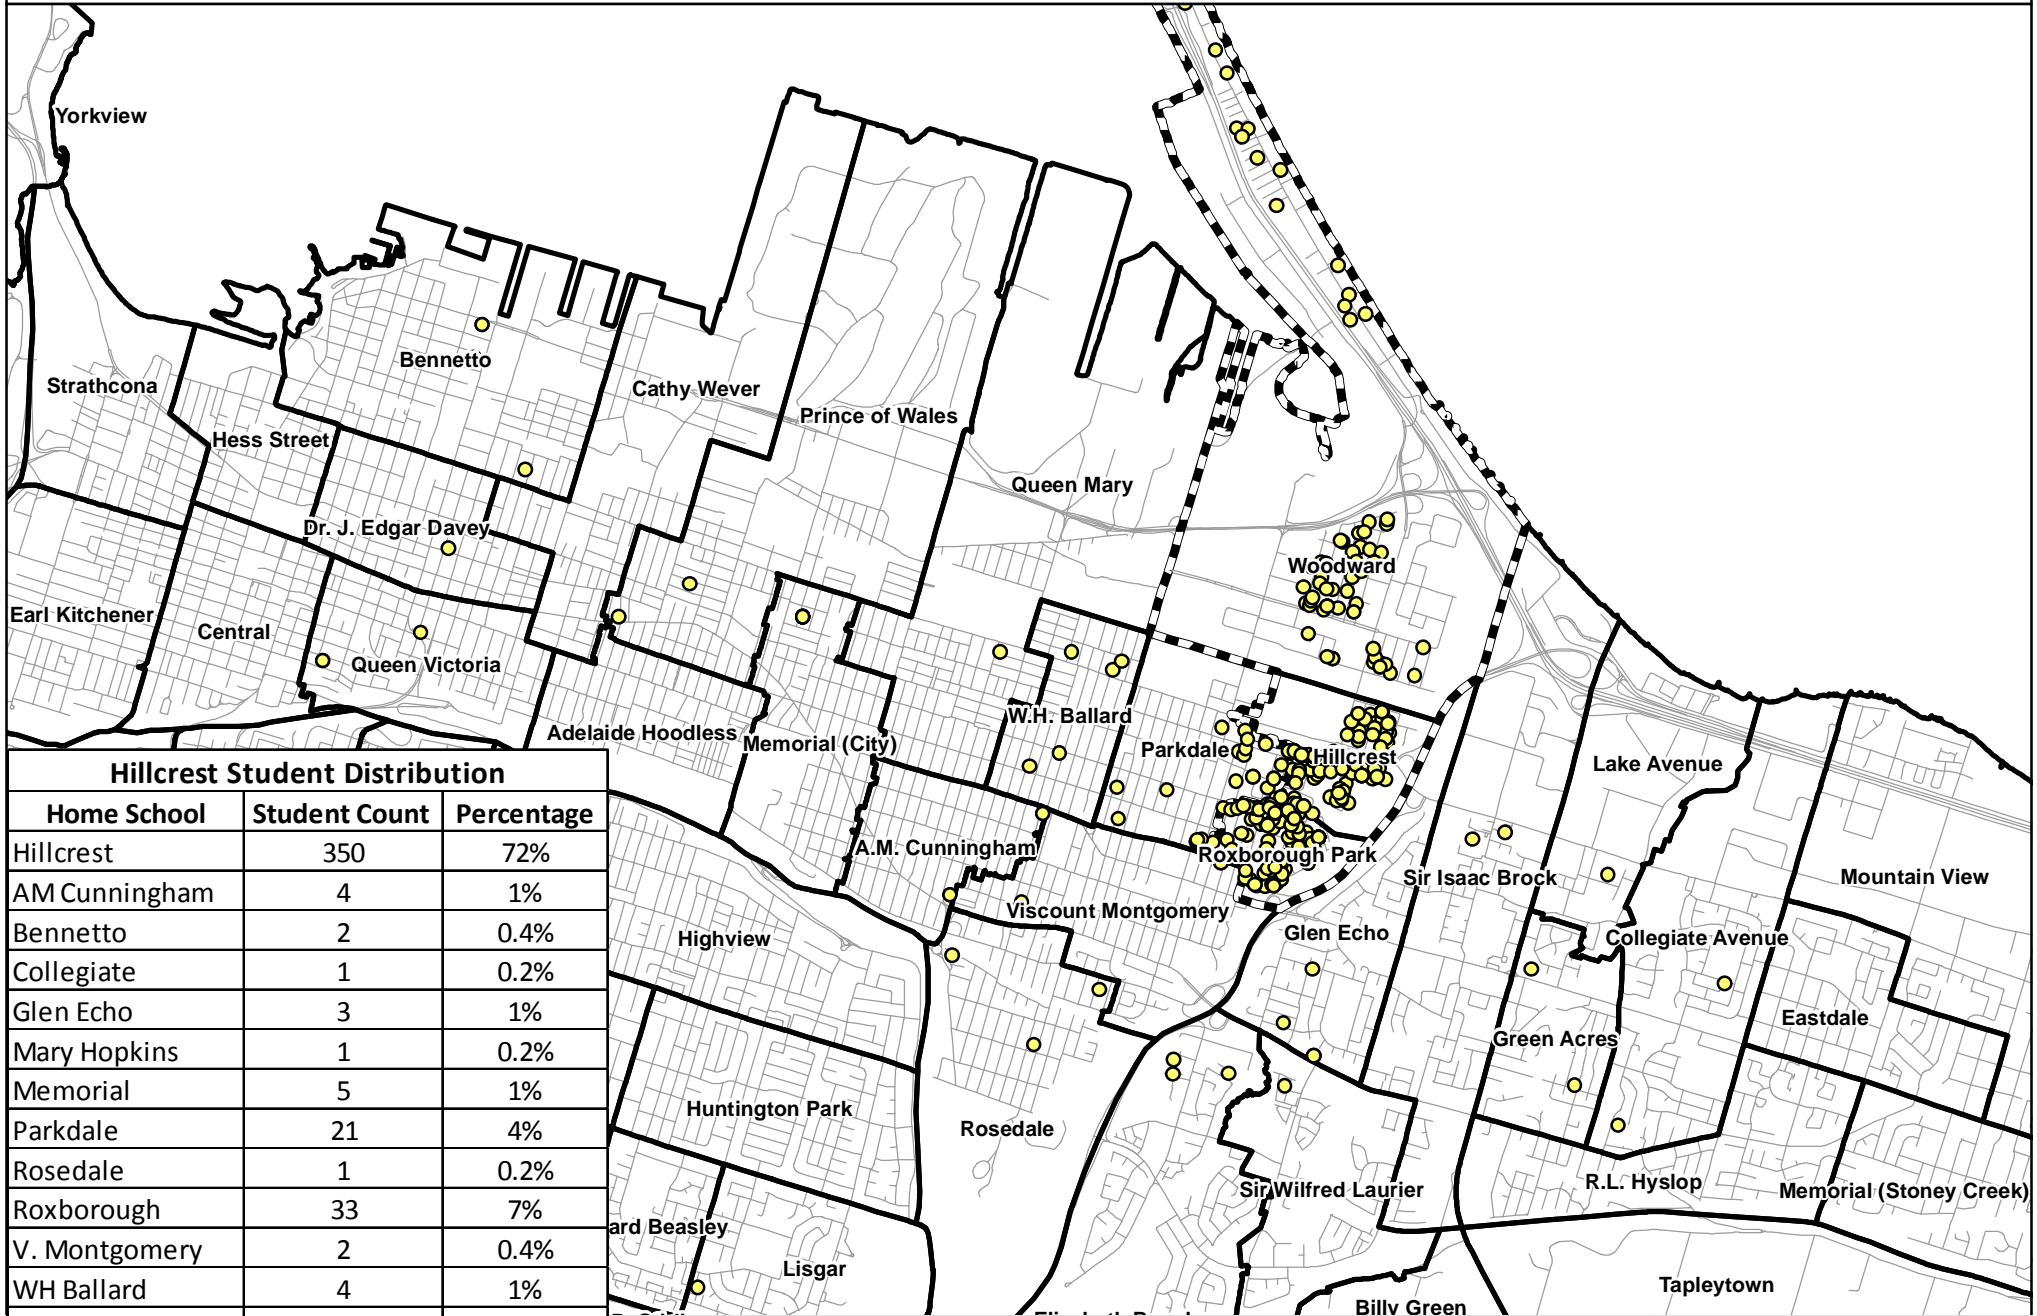 Yorkview
Bennetto
Strathcona
Cathy Wever
Prince of Wales
Hess Street
Queen Mary
Dr. J. Edgar Davey
Woodward
Earl Kitchener
Central
Queen Victoria
W.H. Ballard
Adelaide Hoodless
Memorial (City)
Parkdale
Hillcrest
Lake Avenue
A.M. Cunningham
Roxborough Park
Sir Isaac Brock
Mountain View
Viscount Montgomery
Highview
Glen Echo
Collegiate Avenue
Eastdale
Green Acres
Huntington Park
Rosedale
R.L. Hyslop
Sir Wilfred Laurier
Memorial (Stoney Creek)
ard Beasley
Lisgar
Tapleytown
Billy Green
Hillcrest Student Distribution
Home School Student Count Percentage
Hillcrest 350 72%
AM Cunningham 4 1%
Bennetto 2 0.4%
Collegiate 1 0.2%
Glen Echo 3 1%
Mary Hopkins 1 0.2%
Memorial 5 1%
Parkdale 21 4%
Rosedale 1 0.2%
Roxborough 33 7%
V. Montgomery 2 0.4%
WH Ballard 4 1%